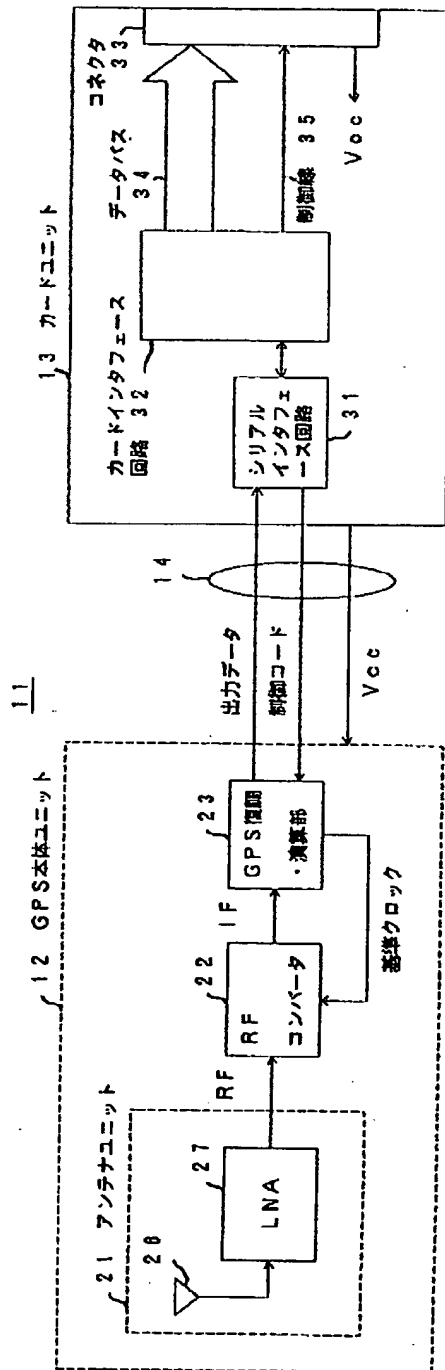 １１
１２ GPS本体ユニット
２１ アンテナユニット
２６
２７
LNA
RF
２２
RF
コンバータ
IF
２３
GPS復調
・演算部
基準クロック
出力データ
制御コード
１４
Vcc
１３ カードユニット
カードインタフェース
回路 ３２
シリアル
インタフェ
ース回路
３１
データバス
３４
制御線 ３５
コネクタ
３３
Vcc